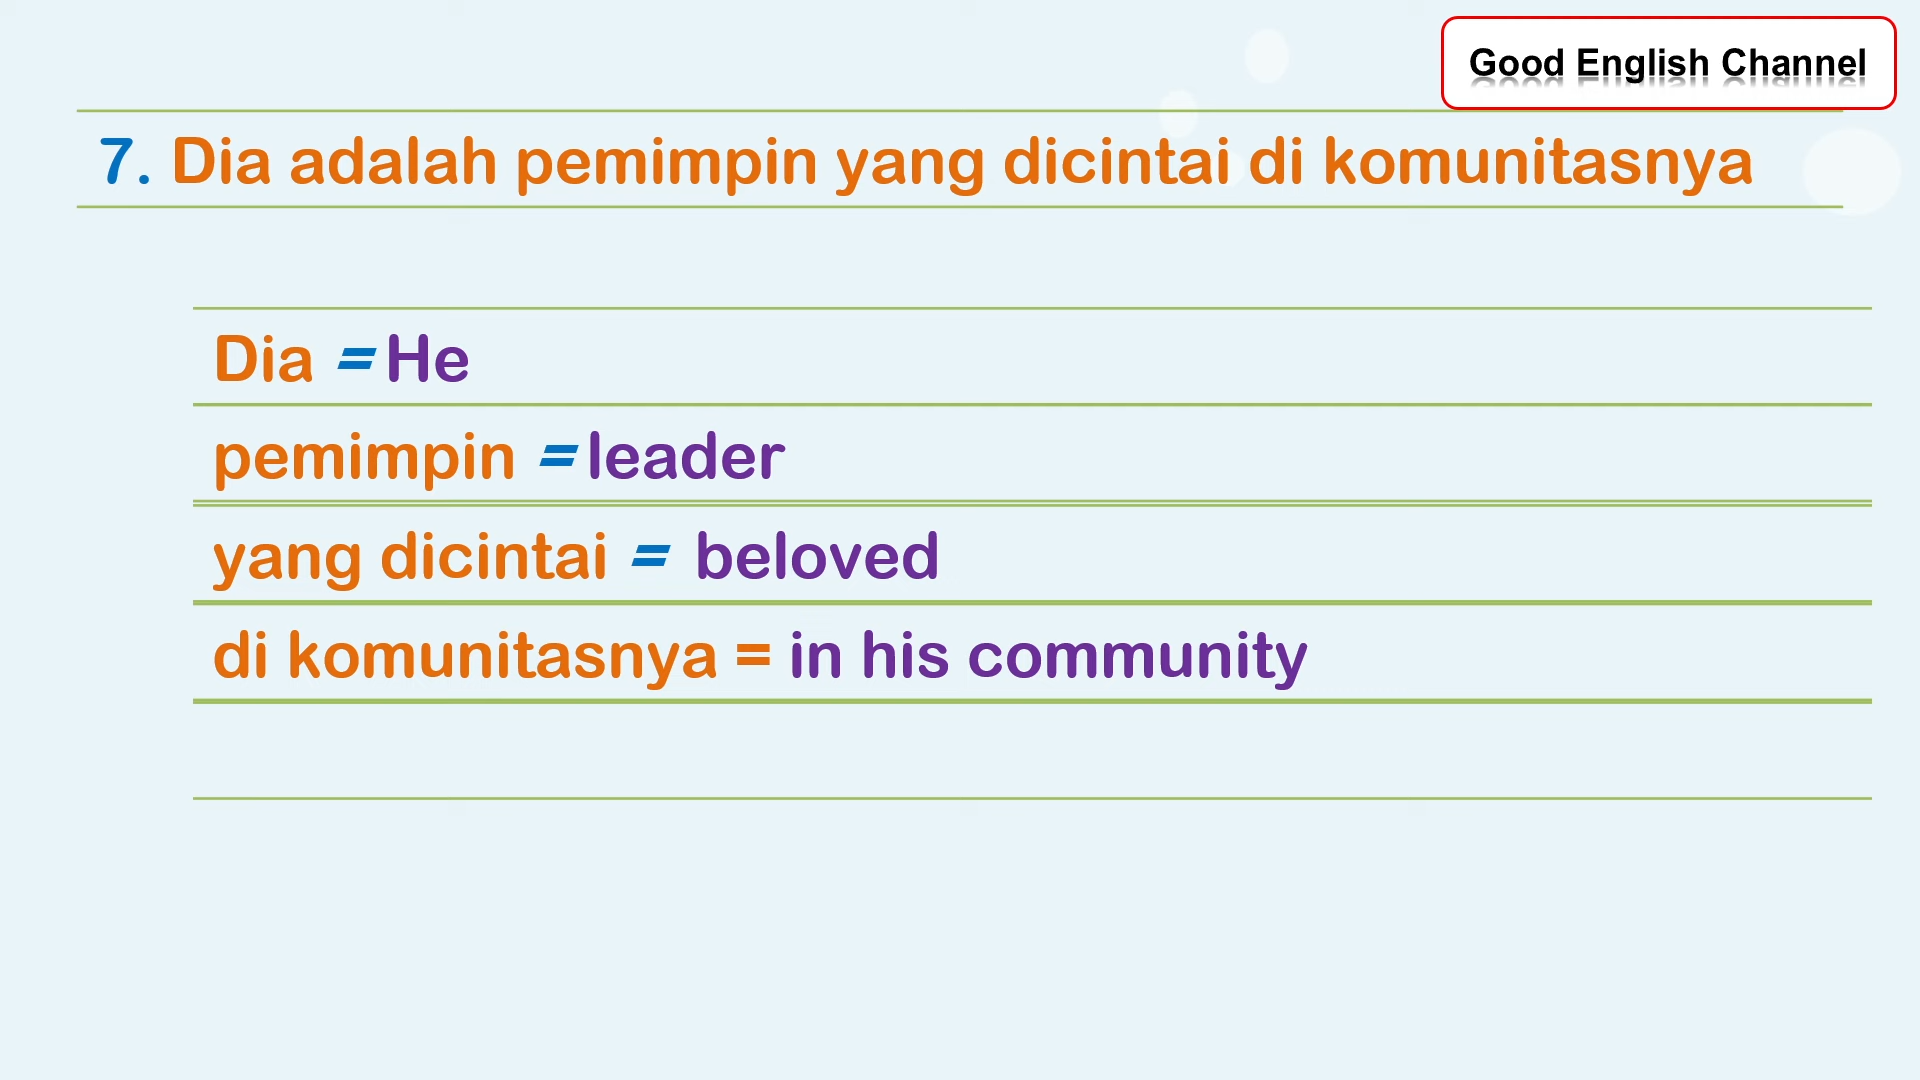 Good English Channel
7. Dia adalah pemimpin yang dicintai di komunitasnya
Dia = He
pemimpin = leader
yang dicintai = beloved
di komunitasnya = in his community